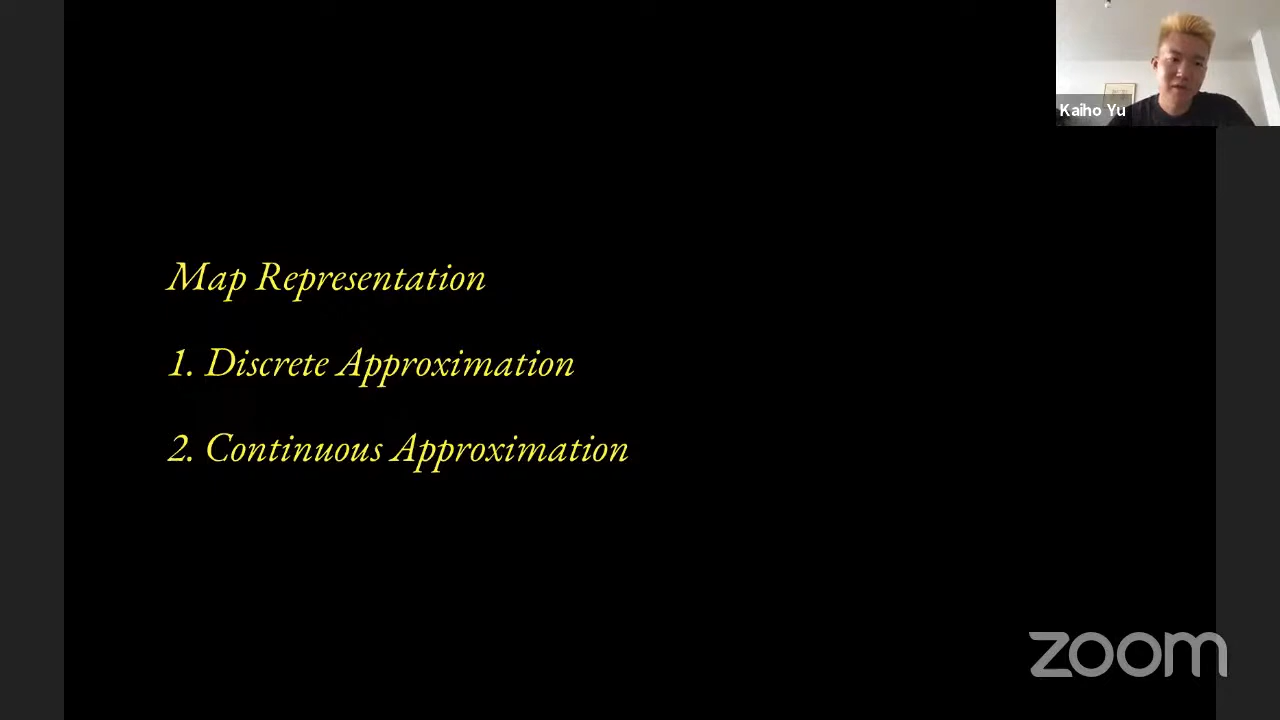 Kaiho Yu
Map Representation
1. Discrete Approximation
2. Continuous Approximation
zoom